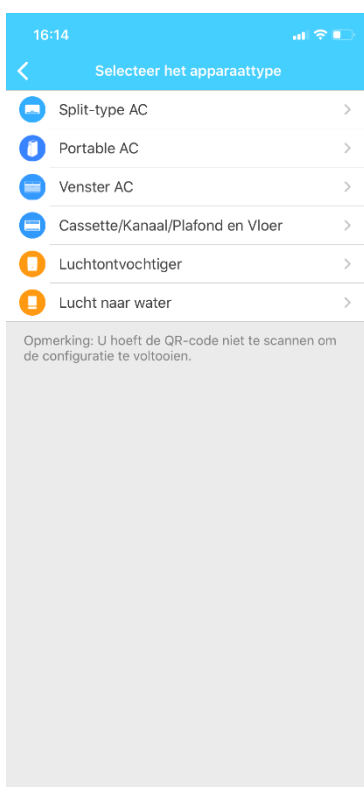 16:14
Selecteer het apparaattype
Split-type AC
Portable AC
Venster AC
Cassette/Kanaal/Plafond en Vloer
Luchtontvochtiger
Lucht naar water
Opmerking: U hoeft de QR-code niet te scannen om
de configuratie te voltooien.